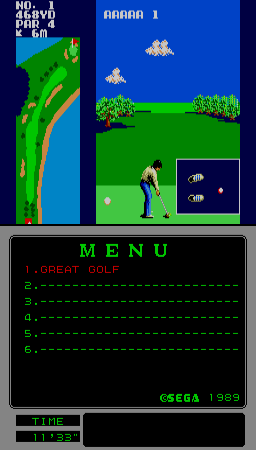 NO. 1
468YD
PAR 4
K 6m
AAAAA 1
MENU
1.GREAT GOLF
2.-------------------------
3.-------------------------
4.-------------------------
5.-------------------------
6.-------------------------
©SEGA 1989
TIME
11'33"